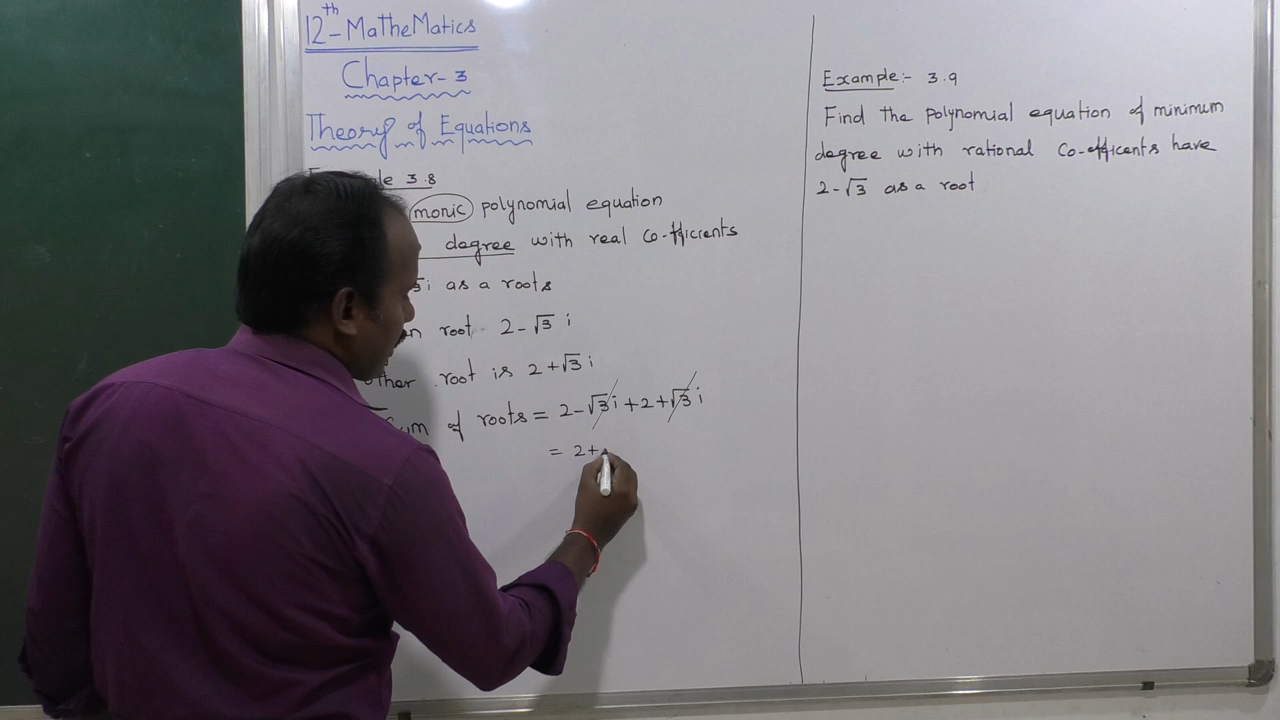 12th - MatheMatics
Chapter- 3
Theory of Equations
3.8
monic polynomial equation
degree with real Co-fficients
i as a roots
root 2-√3 i
other root is 2+√3 i
Sum of roots = 2-√3 i +2+√3 i
= 2+
Example:- 3.9
Find the polynomial equation of minimum
degree with rational Co-efficents have
2-√3 as a root